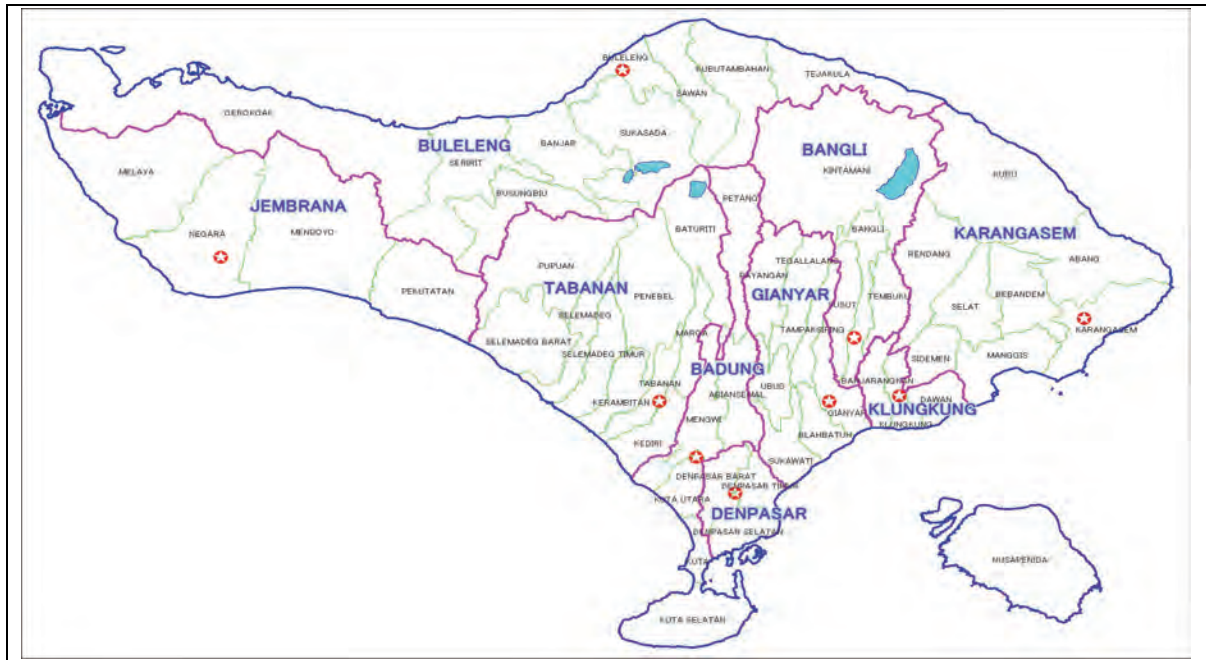 BULELENG
KUBUTAMBAHAN
TEJAKULA
SAWAN
GEROKGAK
SUKASADA
BANJAR
BULELENG
BANGLI
SERIRIT
KINTAMANI
MELAYA
KUBU
BUSUNGBIU
PETANG
JEMBRANA
NEGARA
MENDOYO
BATURITI
BANGLI
KARANGASEM
RENDANG
ABANG
TEGALLALANG
PUPUAN
PAYANGAN
TABANAN
GIANYAR
PEKUTATAN
PENEBEL
SUSUT
TEMBUKU
BEBANDEM
SELAT
SELEMADEG
MARGA
TAMPAKSIRING
KARANGASEM
SELEMADEG BARAT
SELEMADEG TIMUR
SIDEMEN
MANGGIS
BADUNG
TABANAN
UBUD
BANJARANGKAN
ABIANSEMAL
KERAMBITAN
KLUNGKUNG
DAWAN
GIANYAR
MENGWI
KLUNGKUNG
BLAHBATUH
KEDIRI
SUKAWATI
DENPASAR BARAT
DENPASAR TIMUR
KUTA UTARA
DENPASAR
DENPASAR SELATAN
KUTA
NUSAPENIDA
KUTA SELATAN